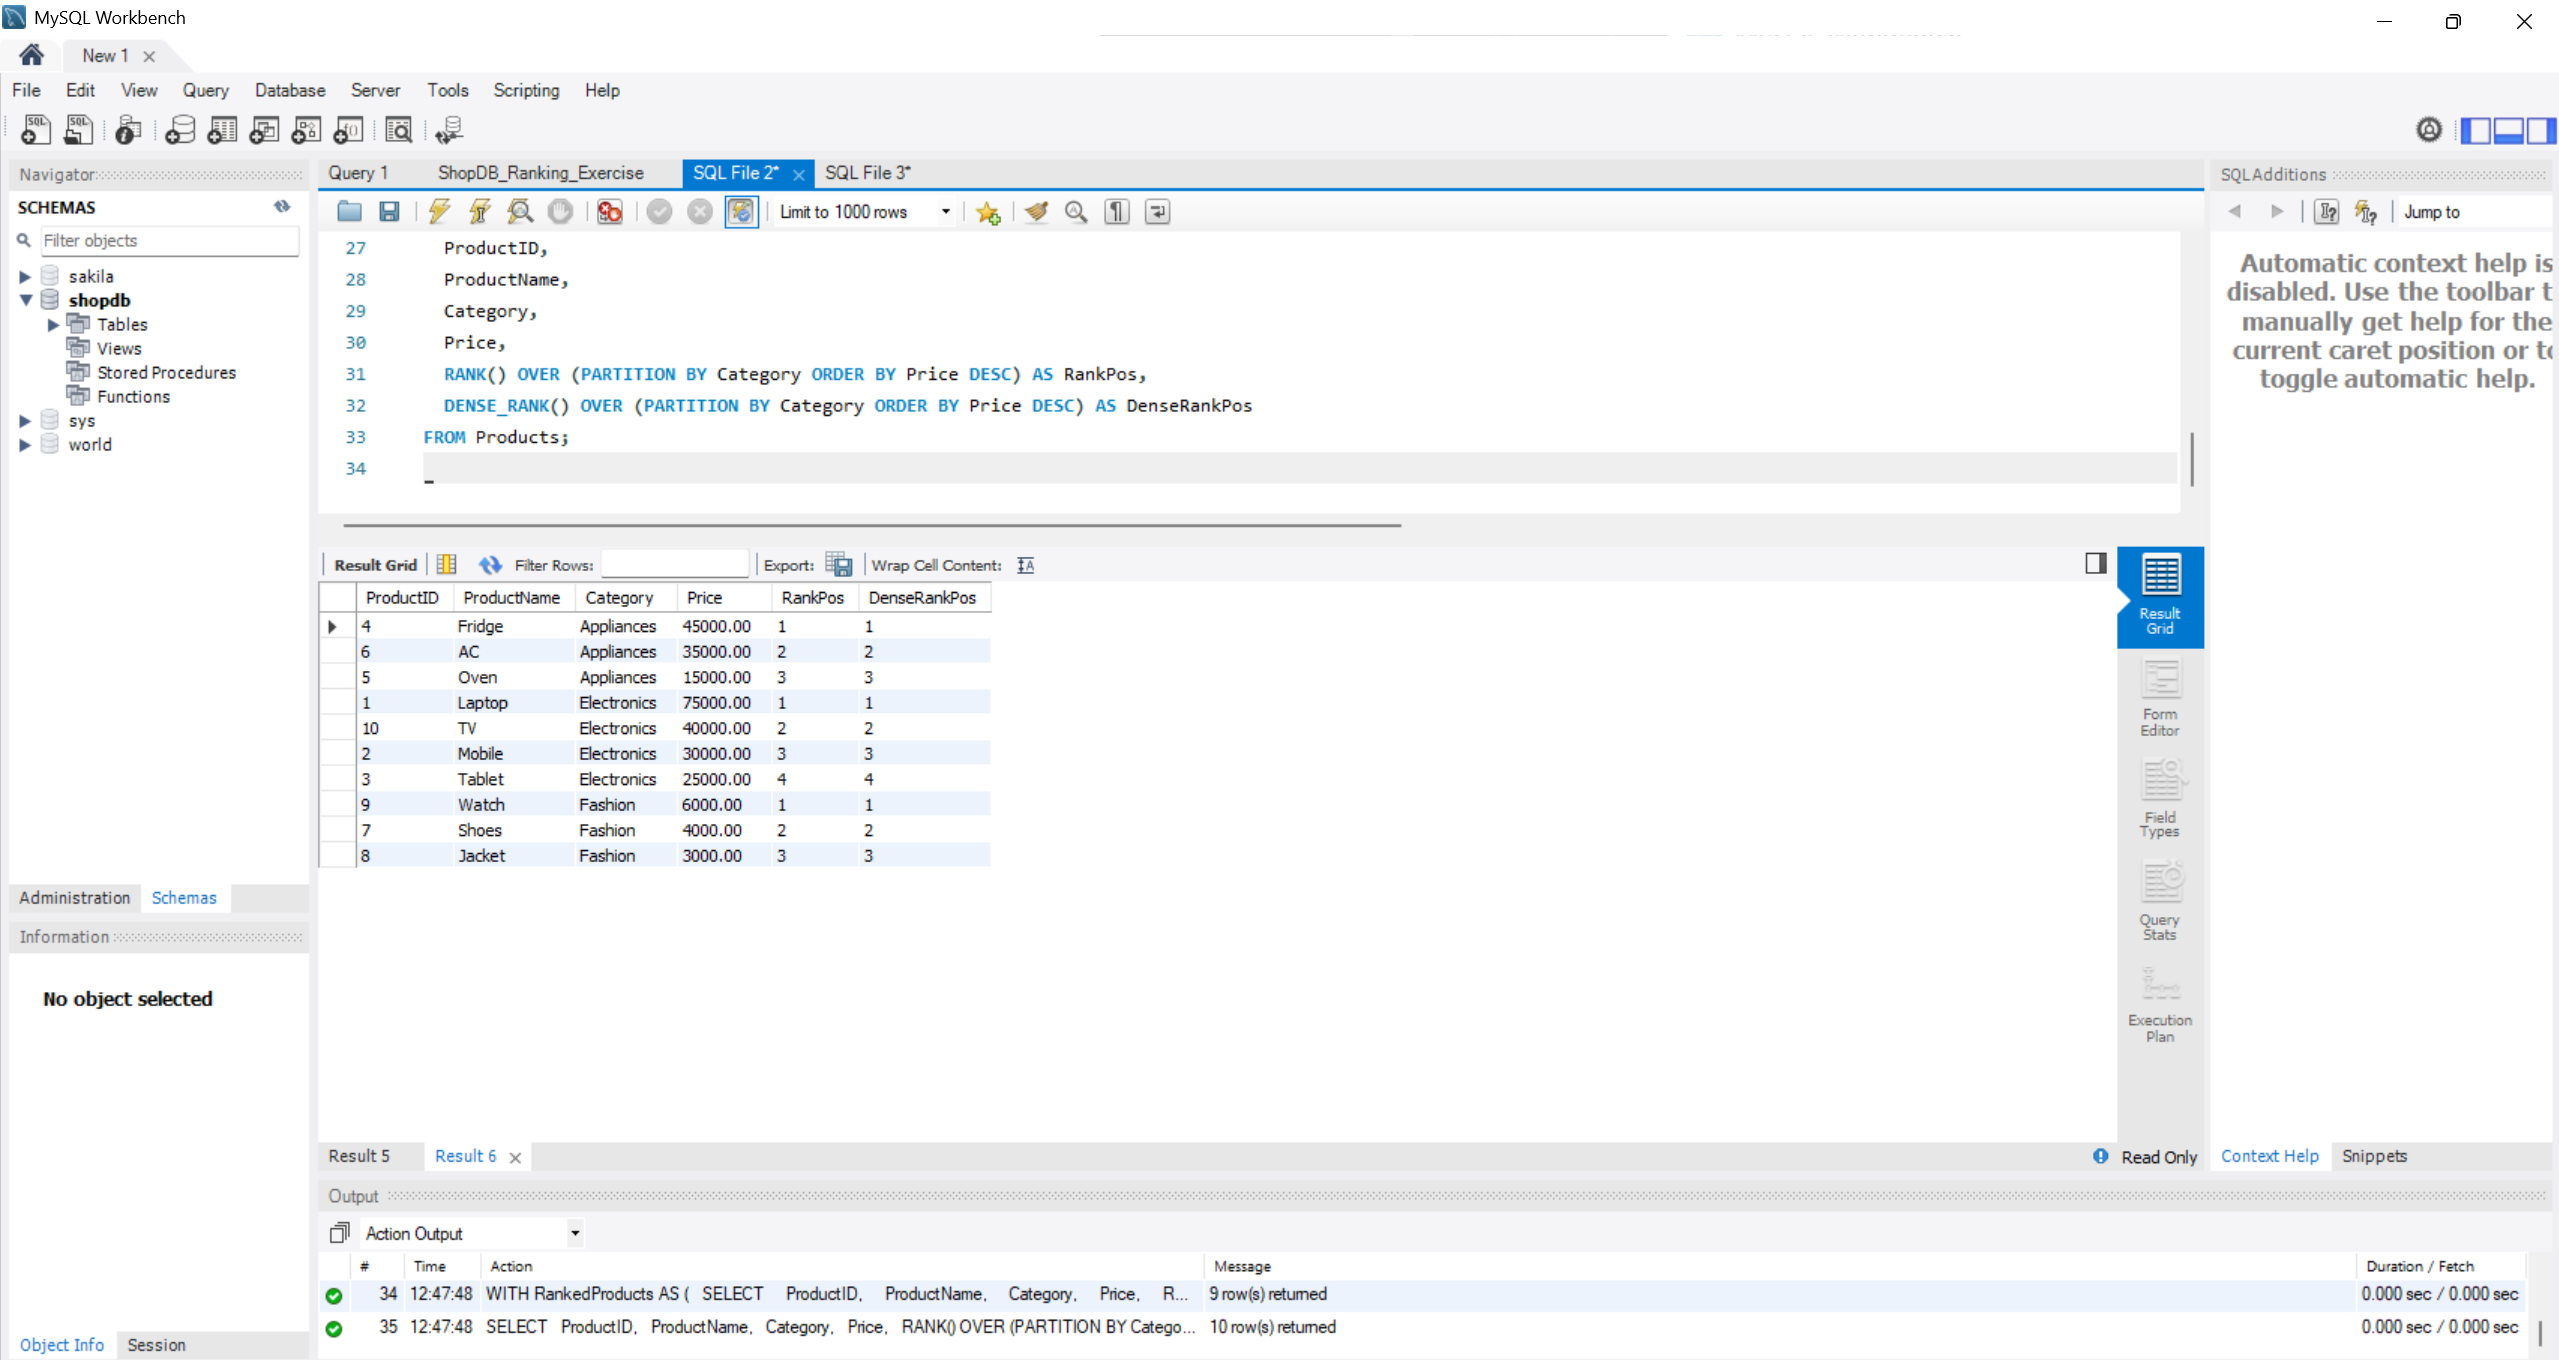 MySQL Workbench
New 1
File Edit View Query Database Server Tools Scripting Help
Navigator
SCHEMAS
Filter objects
sakila
shopdb
Tables
Views
Stored Procedures
Functions
sys
world
Administration Schemas
Information
No object selected
Object Info Session
Query 1 ShopDB_Ranking_Exercise SQL File 2* SQL File 3*
Limit to 1000 rows
27 ProductID,
28 ProductName,
29 Category,
30 Price,
31 RANK() OVER (PARTITION BY Category ORDER BY Price DESC) AS RankPos,
32 DENSE_RANK() OVER (PARTITION BY Category ORDER BY Price DESC) AS DenseRankPos
33 FROM Products;
34
Result Grid Filter Rows: Export: Wrap Cell Content:
ProductID ProductName Category Price RankPos DenseRankPos
4 Fridge Appliances 45000.00 1 1
6 AC Appliances 35000.00 2 2
5 Oven Appliances 15000.00 3 3
1 Laptop Electronics 75000.00 1 1
10 TV Electronics 40000.00 2 2
2 Mobile Electronics 30000.00 3 3
3 Tablet Electronics 25000.00 4 4
9 Watch Fashion 6000.00 1 1
7 Shoes Fashion 4000.00 2 2
8 Jacket Fashion 3000.00 3 3
Result
Grid
Form
Editor
Field
Types
Query
Stats
Execution
Plan
Result 5 Result 6
Read Only
SQLAdditions
Jump to
Automatic context help is
disabled. Use the toolbar t
manually get help for the
current caret position or to
toggle automatic help.
Context Help Snippets
Output
Action Output
# Time Action Message Duration / Fetch
34 12:47:48 WITH RankedProducts AS ( SELECT ProductID, ProductName, Category, Price, R... 9 row(s) returned 0.000 sec / 0.000 sec
35 12:47:48 SELECT ProductID, ProductName, Category, Price, RANK() OVER (PARTITION BY Catego... 10 row(s) returned 0.000 sec / 0.000 sec